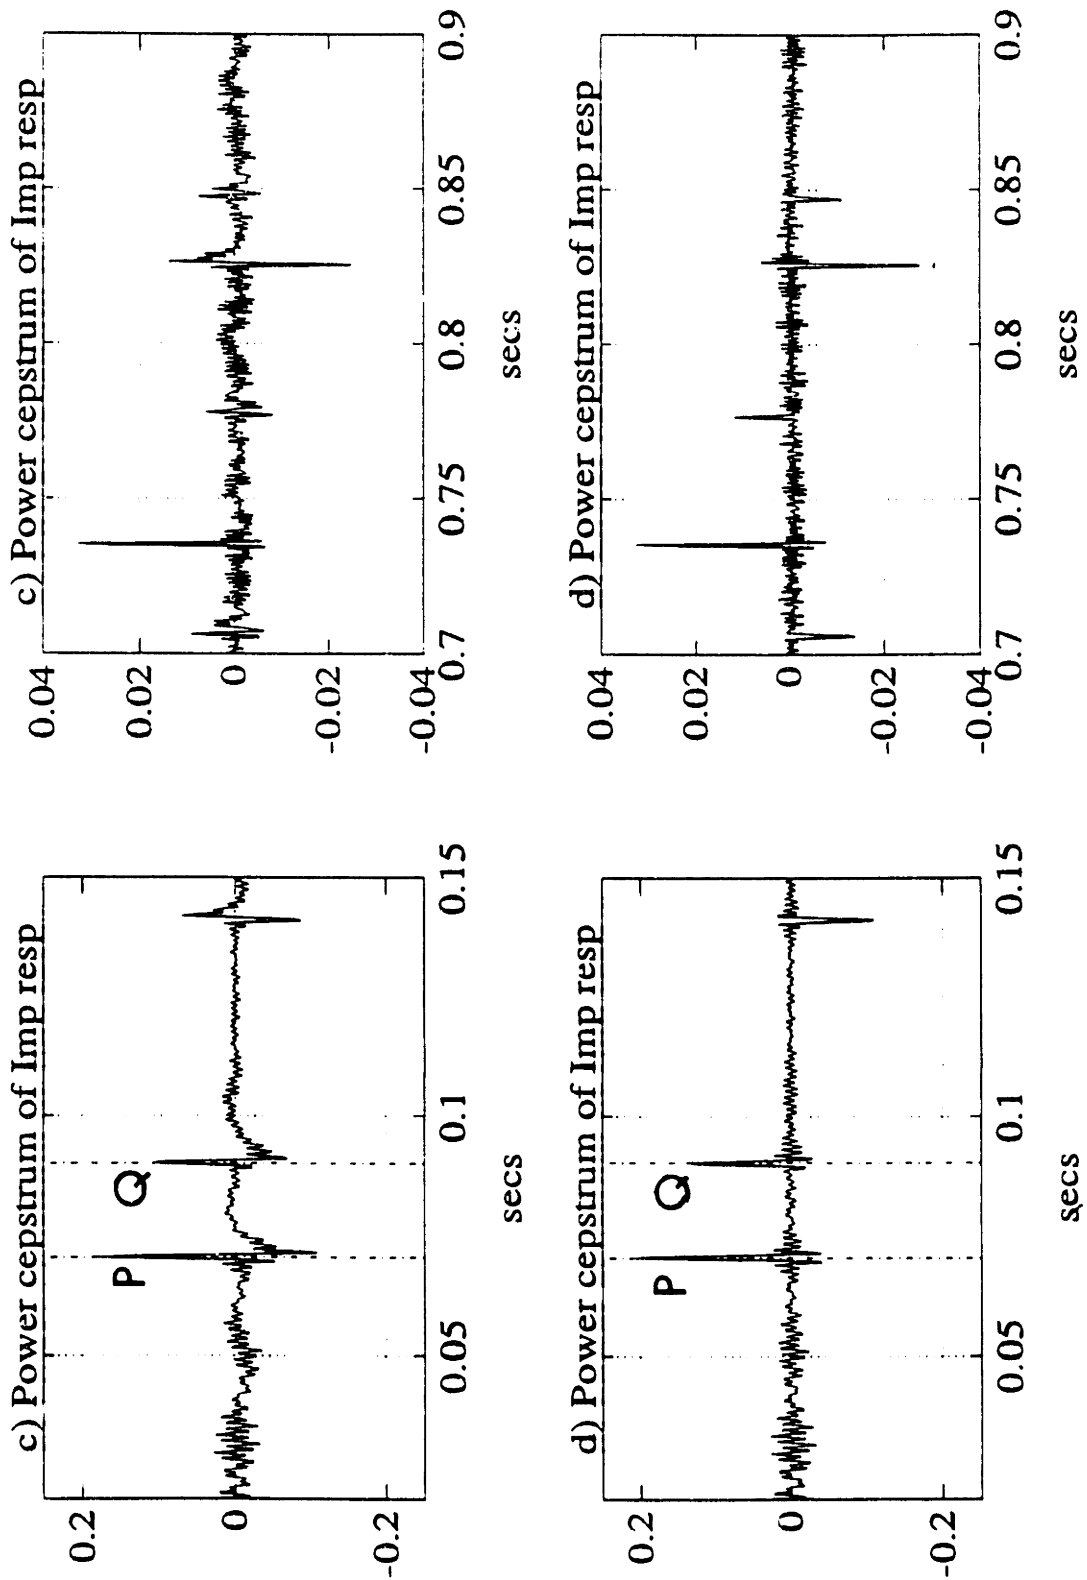 c) Power cepstrum of Imp resp
0.2
0
-0.2
P
Q
0.05
0.1
0.15
secs
c) Power cepstrum of Imp resp
0.04
0.02
0
-0.02
-0.04
0.7
0.75
0.8
0.85
0.9
secs
d) Power cepstrum of Imp resp
0.2
0
-0.2
P
Q
0.05
0.1
0.15
secs
d) Power cepstrum of Imp resp
0.04
0.02
0
-0.02
-0.04
0.7
0.75
0.8
0.85
0.9
secs